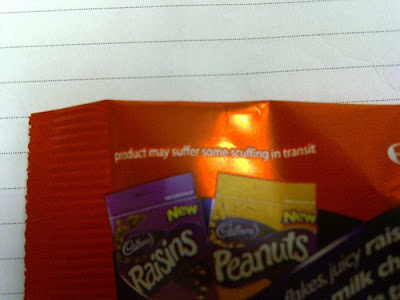 product may suffer some scuffing in transit
New
Cadbury
Raisins
New
Cadbury
Peanuts
flakes, juicy rais
milk ch